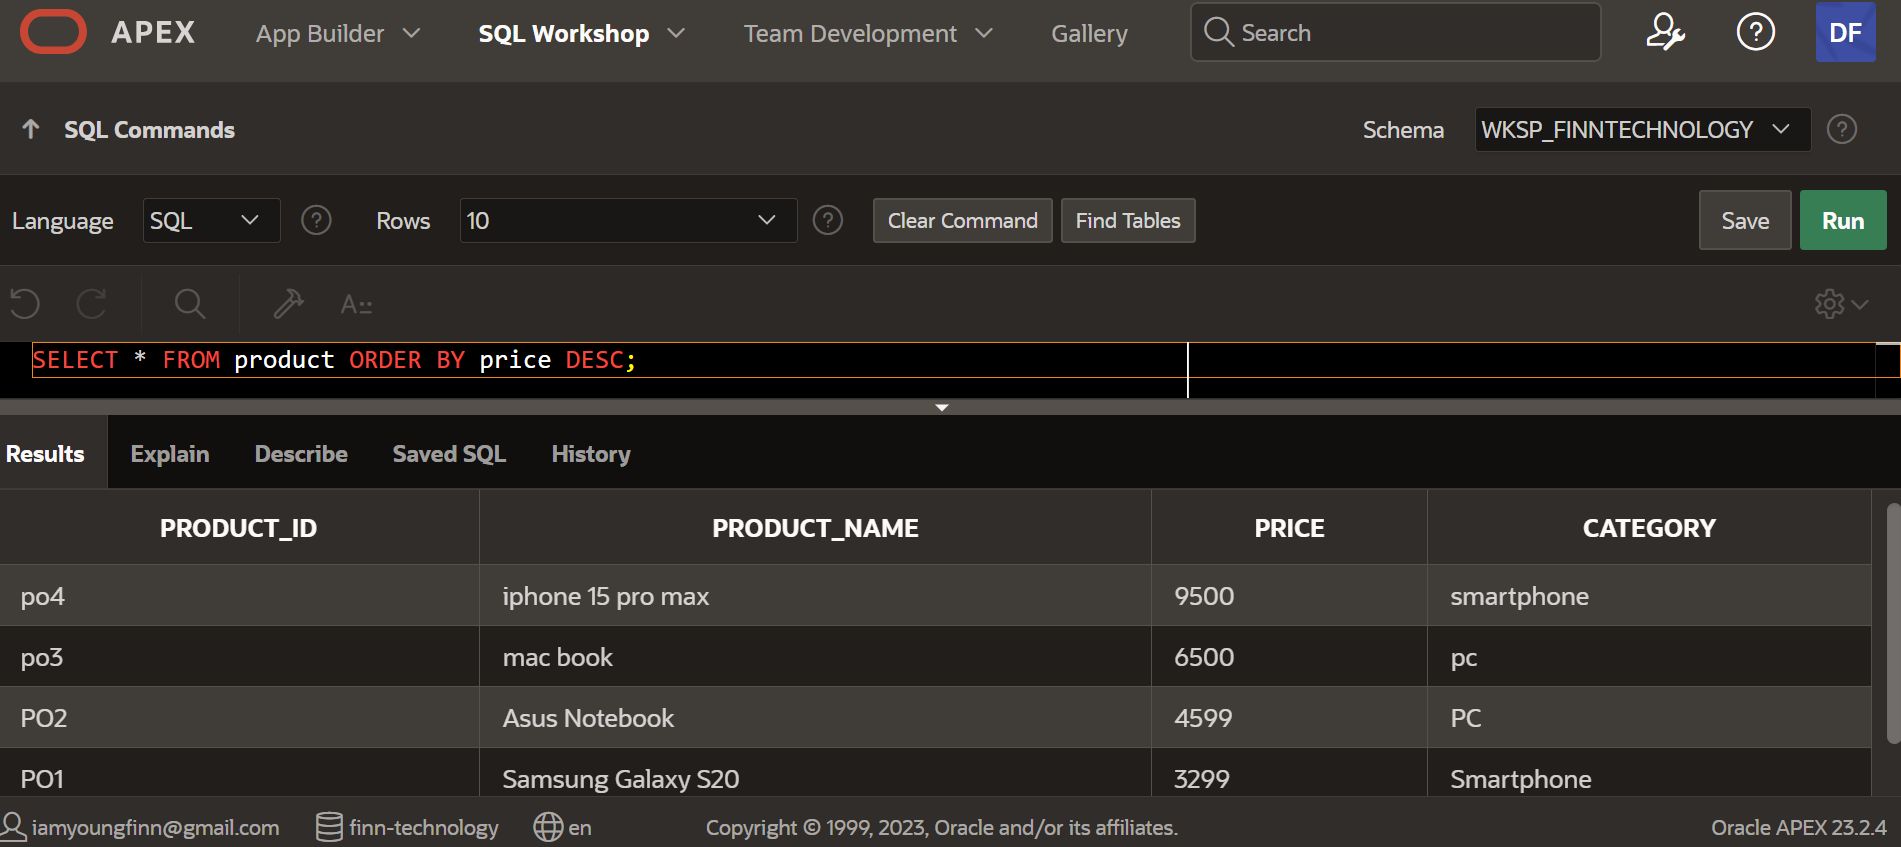 APEX App Builder SQL Workshop Team Development Gallery Search DF
SQL Commands Schema WKSP_FINNTECHNOLOGY
Language SQL Rows 10 Clear Command Find Tables Save Run
SELECT * FROM product ORDER BY price DESC;
Results Explain Describe Saved SQL History
PRODUCT_ID PRODUCT_NAME PRICE CATEGORY
po4 iphone 15 pro max 9500 smartphone
po3 mac book 6500 pc
PO2 Asus Notebook 4599 PC
PO1 Samsung Galaxy S20 3299 Smartphone
iamyoungfinn@gmail.com finn-technology en Copyright © 1999, 2023, Oracle and/or its affiliates. Oracle APEX 23.2.4